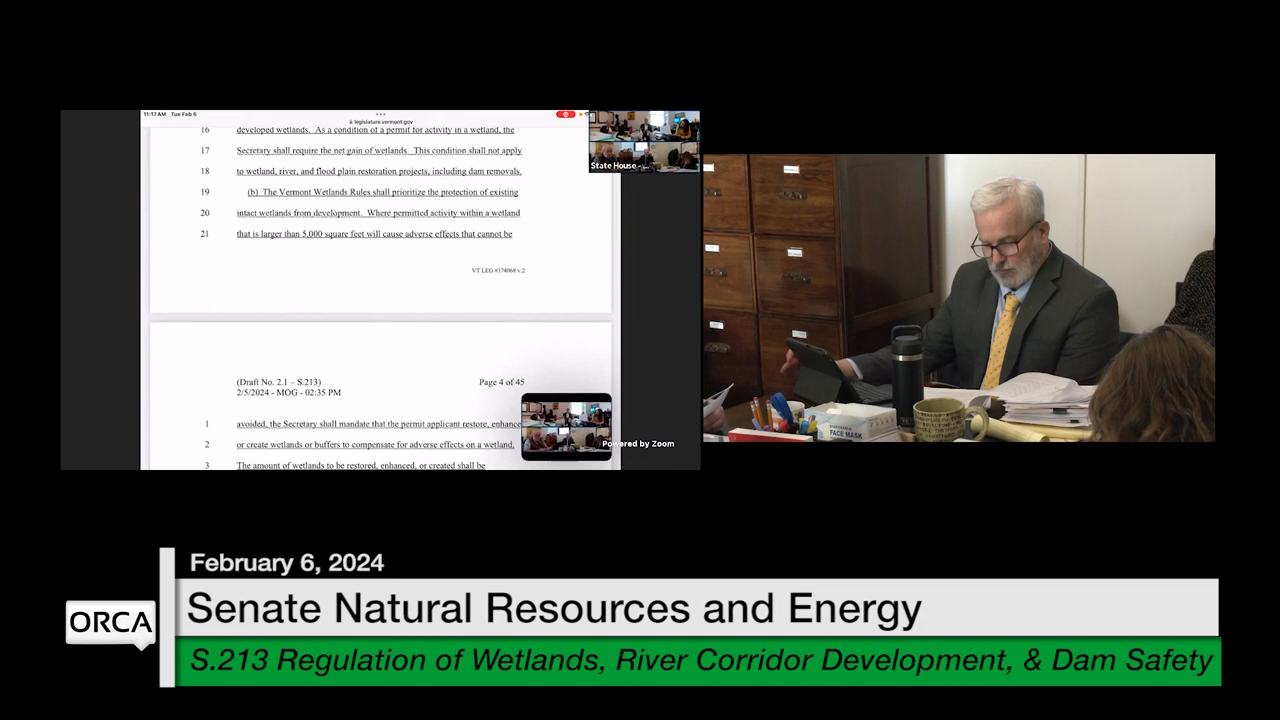 11:17 AM Tue Feb 6
legislature.vermont.gov
16 developed wetlands. As a condition of a permit for activity in a wetland, the
17 Secretary shall require the net gain of wetlands. This condition shall not apply
18 to wetland, river, and flood plain restoration projects, including dam removals.
19 (b) The Vermont Wetlands Rules shall prioritize the protection of existing
20 intact wetlands from development. Where permitted activity within a wetland
21 that is larger than 5,000 square feet will cause adverse effects that cannot be
VT LEG #374068 v.2
(Draft No. 2.1 – S.213) Page 4 of 45
2/5/2024 - MOG - 02:35 PM
1 avoided, the Secretary shall mandate that the permit applicant restore, enhance
2 or create wetlands or buffers to compensate for adverse effects on a wetland.
3 The amount of wetlands to be restored, enhanced, or created shall be
State House -
Powered by Zoom
FACE MASK
February 6, 2024
Senate Natural Resources and Energy
ORCA
S.213 Regulation of Wetlands, River Corridor Development, & Dam Safety